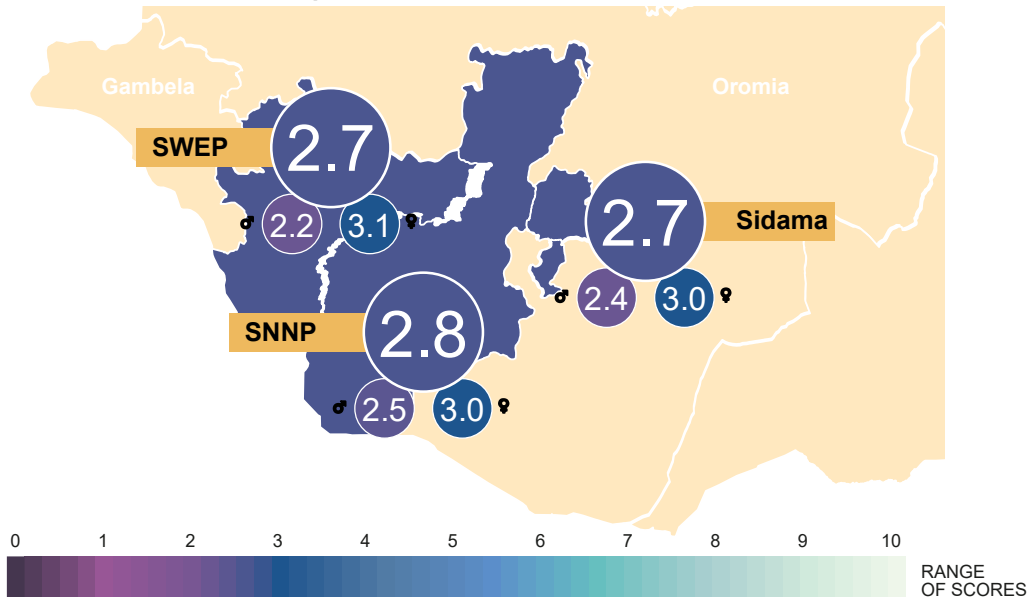 Gambela
Oromia
SWEP
2.7
♂ 2.2 3.1 ♀
2.7
Sidama
♂ 2.4 3.0 ♀
SNNP
2.8
♂ 2.5 3.0 ♀
0 1 2 3 4 5 6 7 8 9 10
RANGE
OF SCORES